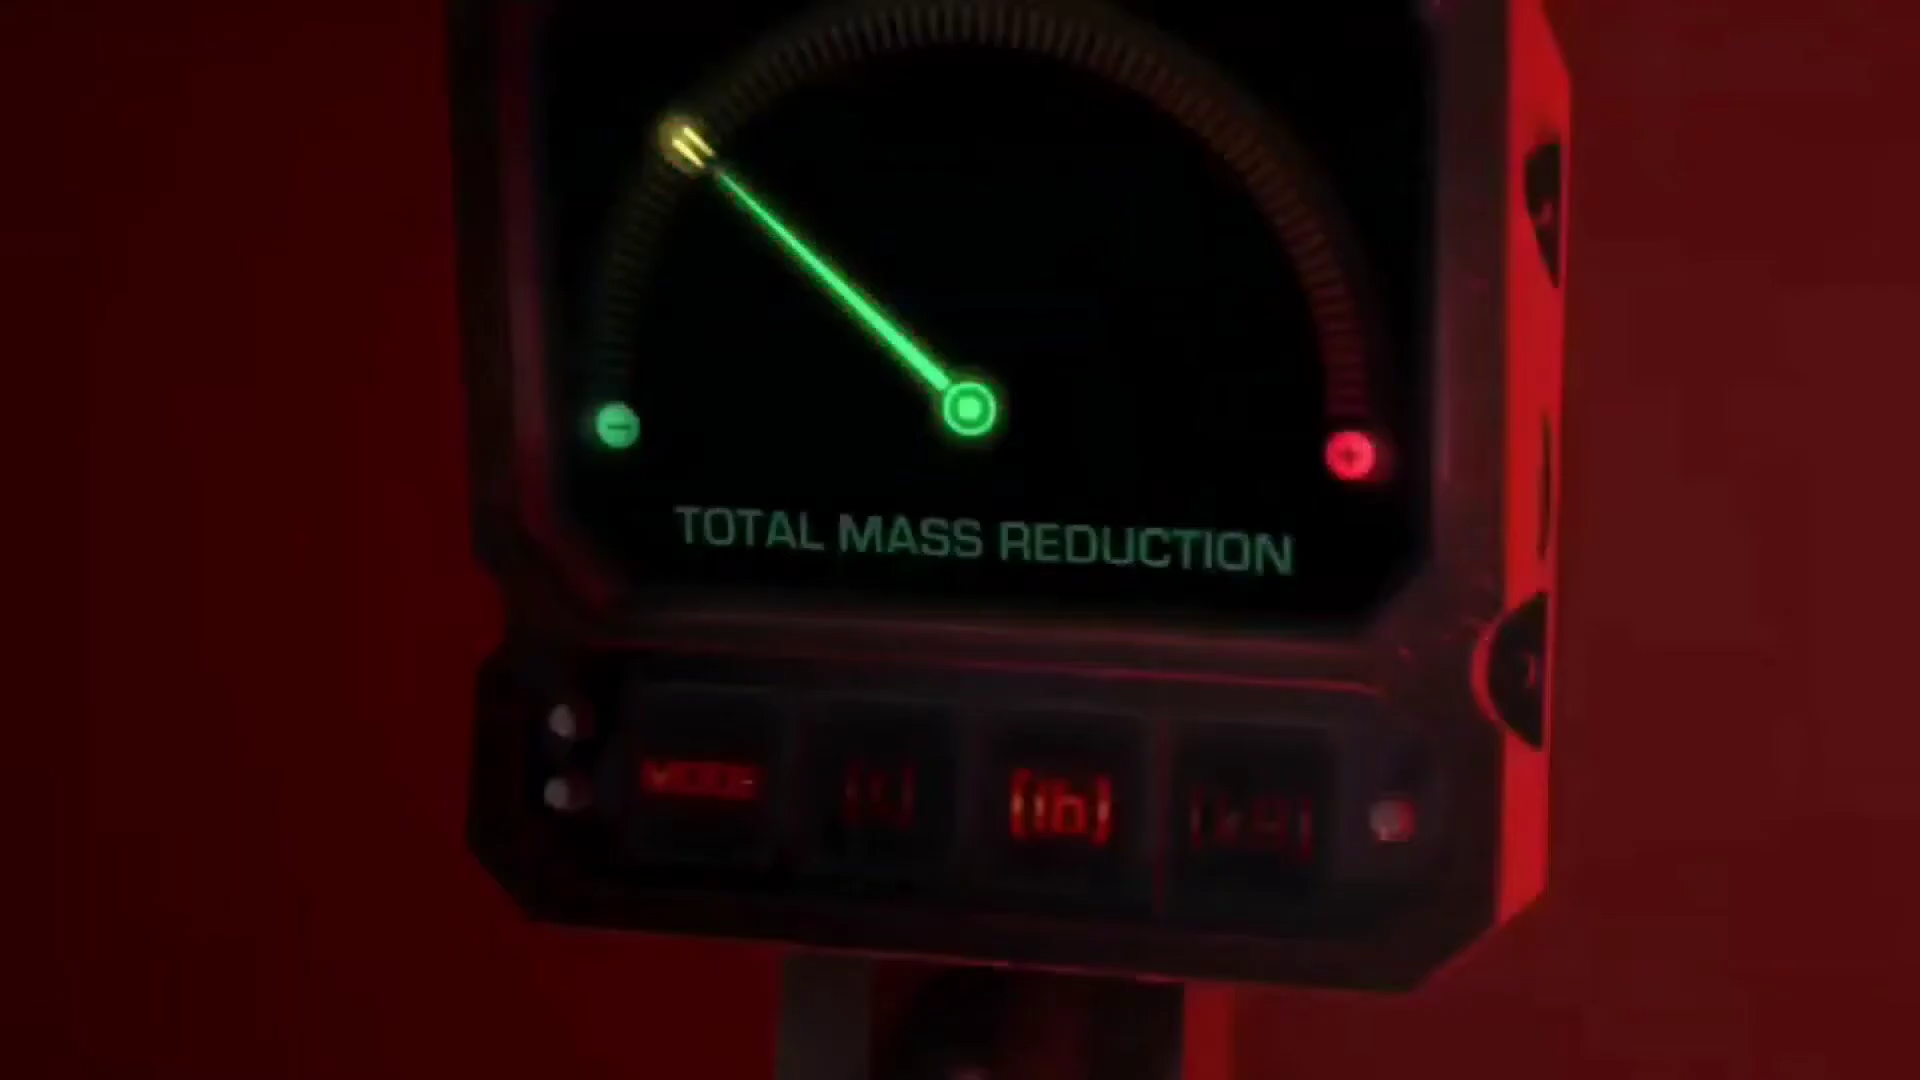 TOTAL MASS REDUCTION
MODE
[lb]